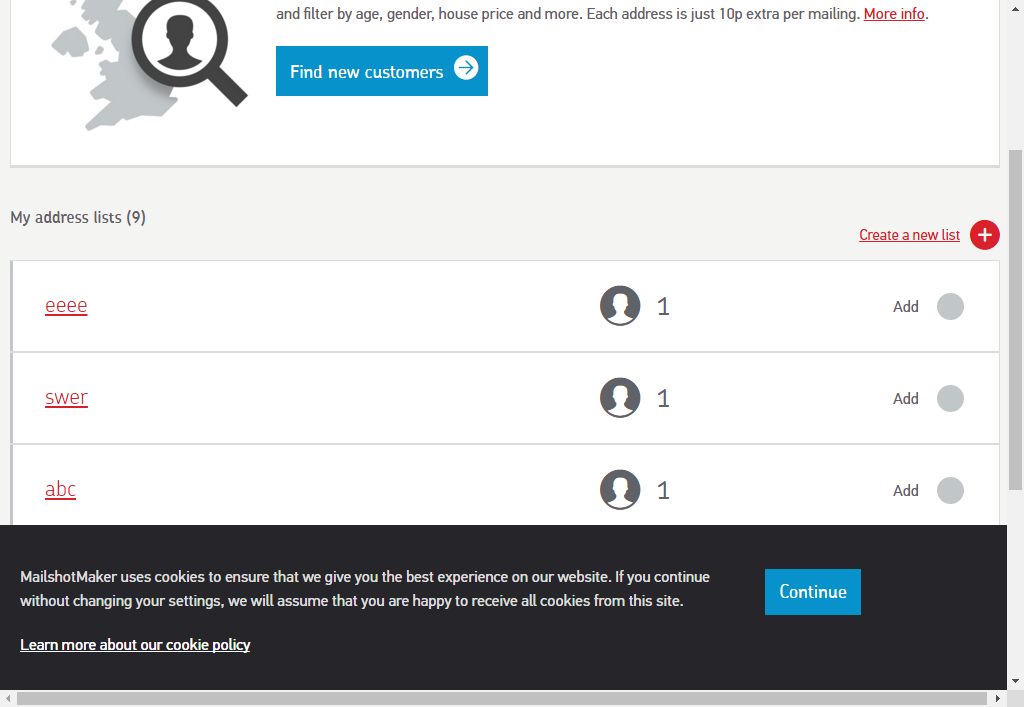 and filter by age, gender, house price and more. Each address is just 10p extra per mailing. More info.
Find new customers
My address lists (9)
Create a new list
eeee 1 Add
swer 1 Add
abc 1 Add
MailshotMaker uses cookies to ensure that we give you the best experience on our website. If you continue
without changing your settings, we will assume that you are happy to receive all cookies from this site.
Continue
Learn more about our cookie policy